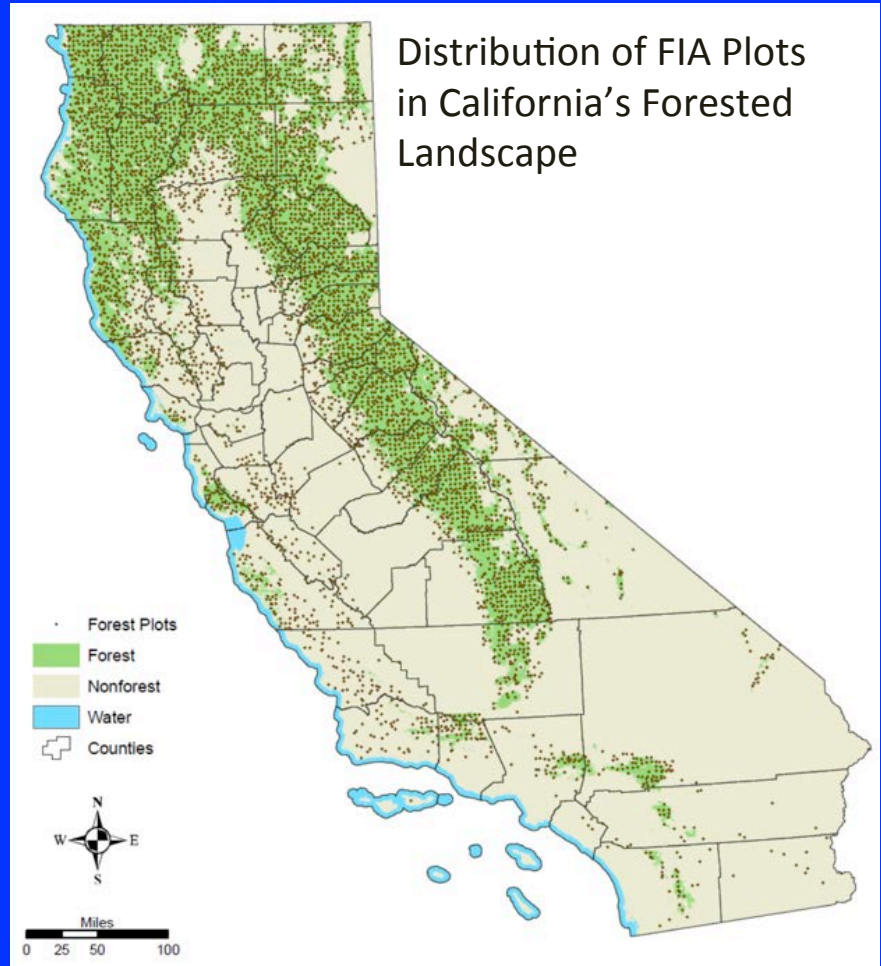 Distribution of FIA Plots
in California’s Forested
Landscape
Forest Plots
Forest
Nonforest
Water
Counties
N
W E
S
Miles
0 25 50 100